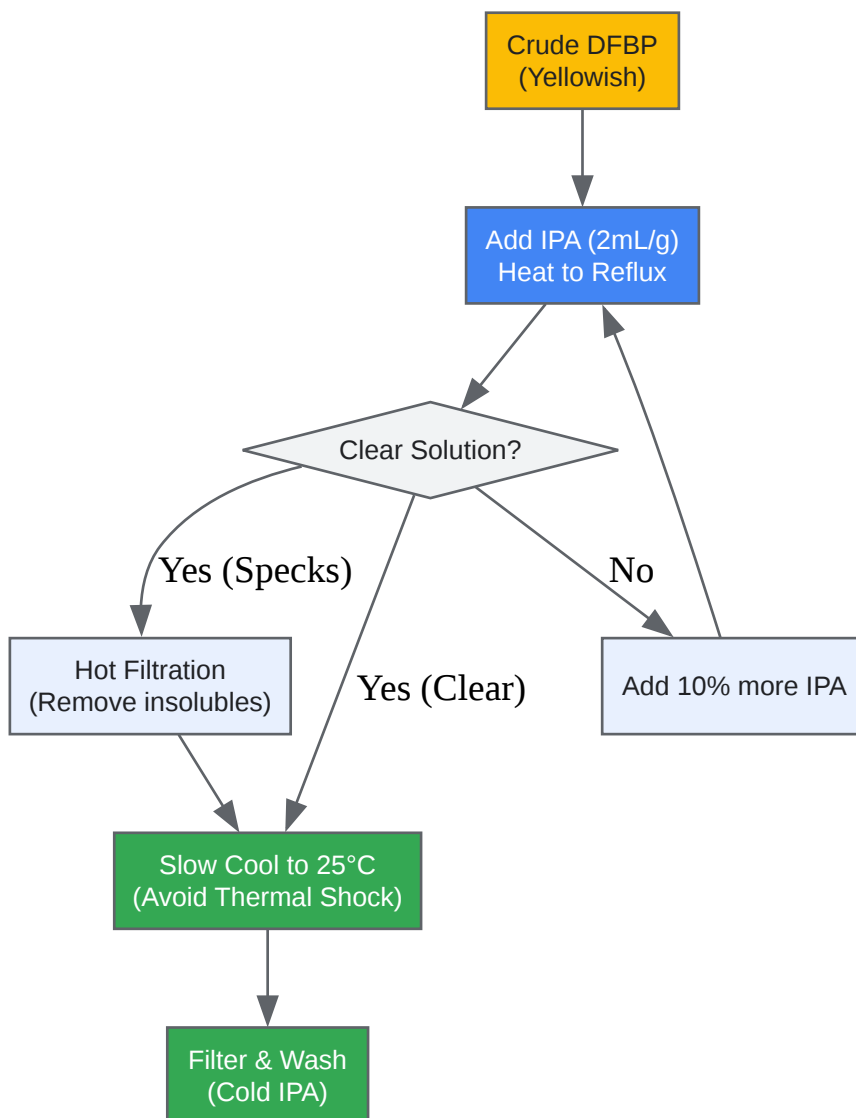 Crude DFBP
(Yellowish)
Add IPA (2mL/g)
Heat to Reflux
Clear Solution?
Yes (Specks)
No
Hot Filtration
(Remove insolubles)
Yes (Clear)
Add 10% more IPA
Slow Cool to 25°C
(Avoid Thermal Shock)
Filter & Wash
(Cold IPA)